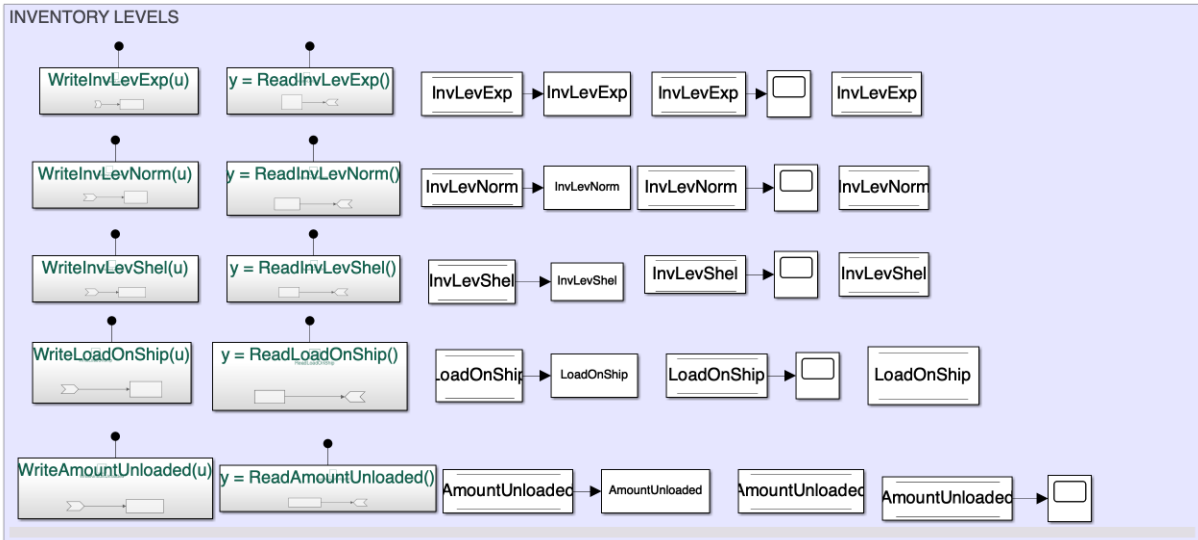 INVENTORY LEVELS
WriteInvLevExp(u)
y = ReadInvLevExp()
InvLevExp
InvLevExp
InvLevExp
InvLevExp
WriteInvLevNorm(u)
y = ReadInvLevNorm()
InvLevNorm
InvLevNorm
InvLevNorm
InvLevNorm
WriteInvLevShel(u)
y = ReadInvLevShel()
InvLevShel
InvLevShel
InvLevShel
InvLevShel
WriteLoadOnShip(u)
y = ReadLoadOnShip()
LoadOnShip
LoadOnShip
LoadOnShip
LoadOnShip
WriteAmountUnloaded(u)
y = ReadAmountUnloaded()
AmountUnloaded
AmountUnloaded
AmountUnloaded
AmountUnloaded